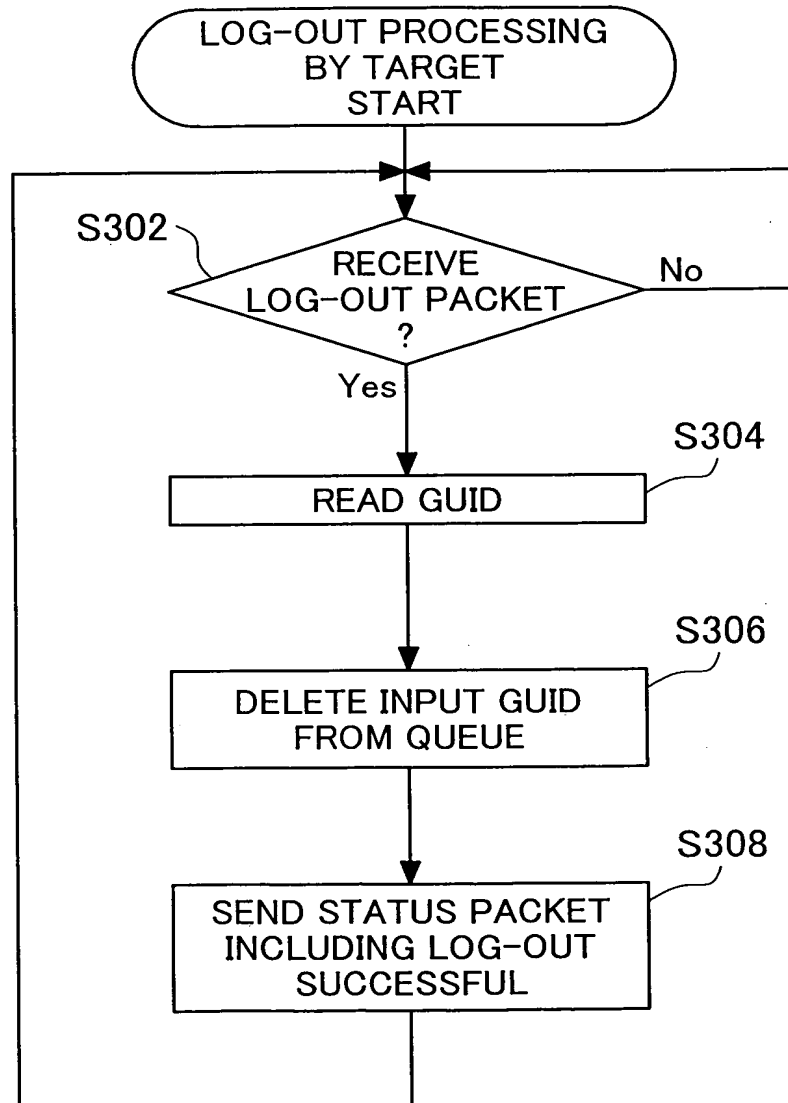 LOG-OUT PROCESSING
BY TARGET
START
S302
RECEIVE
LOG-OUT PACKET
?
No
Yes
S304
READ GUID
S306
DELETE INPUT GUID
FROM QUEUE
S308
SEND STATUS PACKET
INCLUDING LOG-OUT
SUCCESSFUL